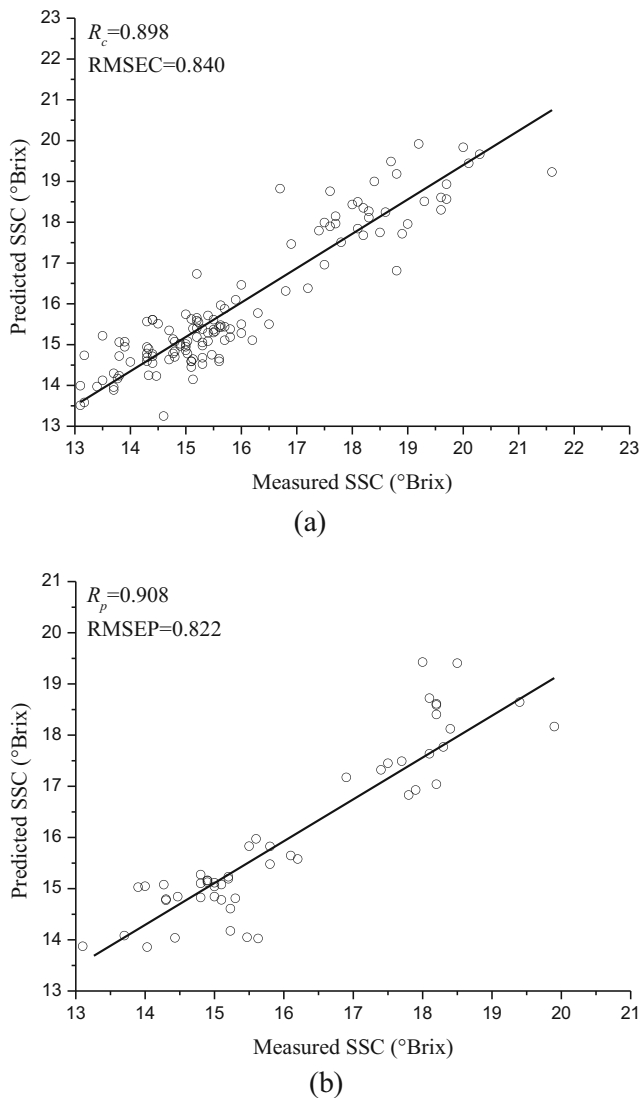 23
22
21
20
19
18
17
16
15
14
13
Predicted SSC (°Brix)
R_c=0.898
RMSEC=0.840
13 14 15 16 17 18 19 20 21 22 23
Measured SSC (°Brix)
(a)
21
20
19
18
17
16
15
14
13
Predicted SSC (°Brix)
R_p=0.908
RMSEP=0.822
13 14 15 16 17 18 19 20 21
Measured SSC (°Brix)
(b)